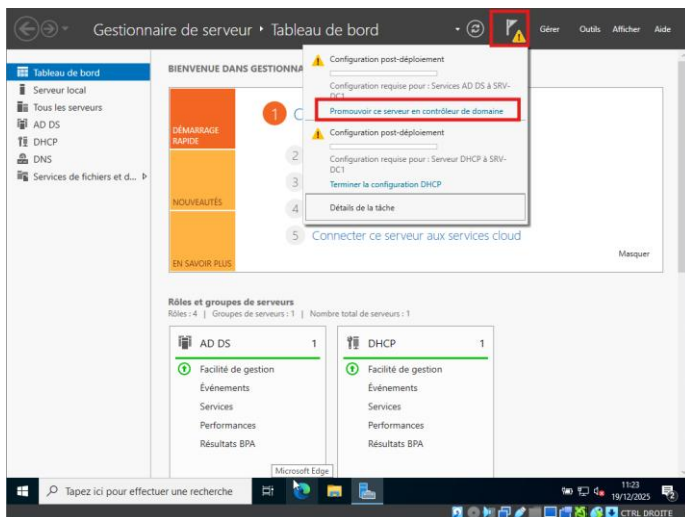 Gestionnaire de serveur ‣ Tableau de bord
Gérer Outils Afficher Aide
Tableau de bord
Serveur local
Tous les serveurs
AD DS
DHCP
DNS
Services de fichiers et d...
BIENVENUE DANS GESTIONNA
DÉMARRAGE
RAPIDE
NOUVEAUTÉS
EN SAVOIR PLUS
1 C
2
3
4
5 Connecter ce serveur aux services cloud
Masquer
Configuration post-déploiement
Configuration requise pour : Services AD DS à SRV-
DC1
Promouvoir ce serveur en contrôleur de domaine
Configuration post-déploiement
Configuration requise pour : Serveur DHCP à SRV-
DC1
Terminer la configuration DHCP
Détails de la tâche
Rôles et groupes de serveurs
Rôles : 4 | Groupes de serveurs : 1 | Nombre total de serveurs : 1
AD DS 1
Facilité de gestion
Événements
Services
Performances
Résultats BPA
DHCP 1
Facilité de gestion
Événements
Services
Performances
Résultats BPA
Microsoft Edge
Tapez ici pour effectuer une recherche
11:23
19/12/2025
CTRL DROITE